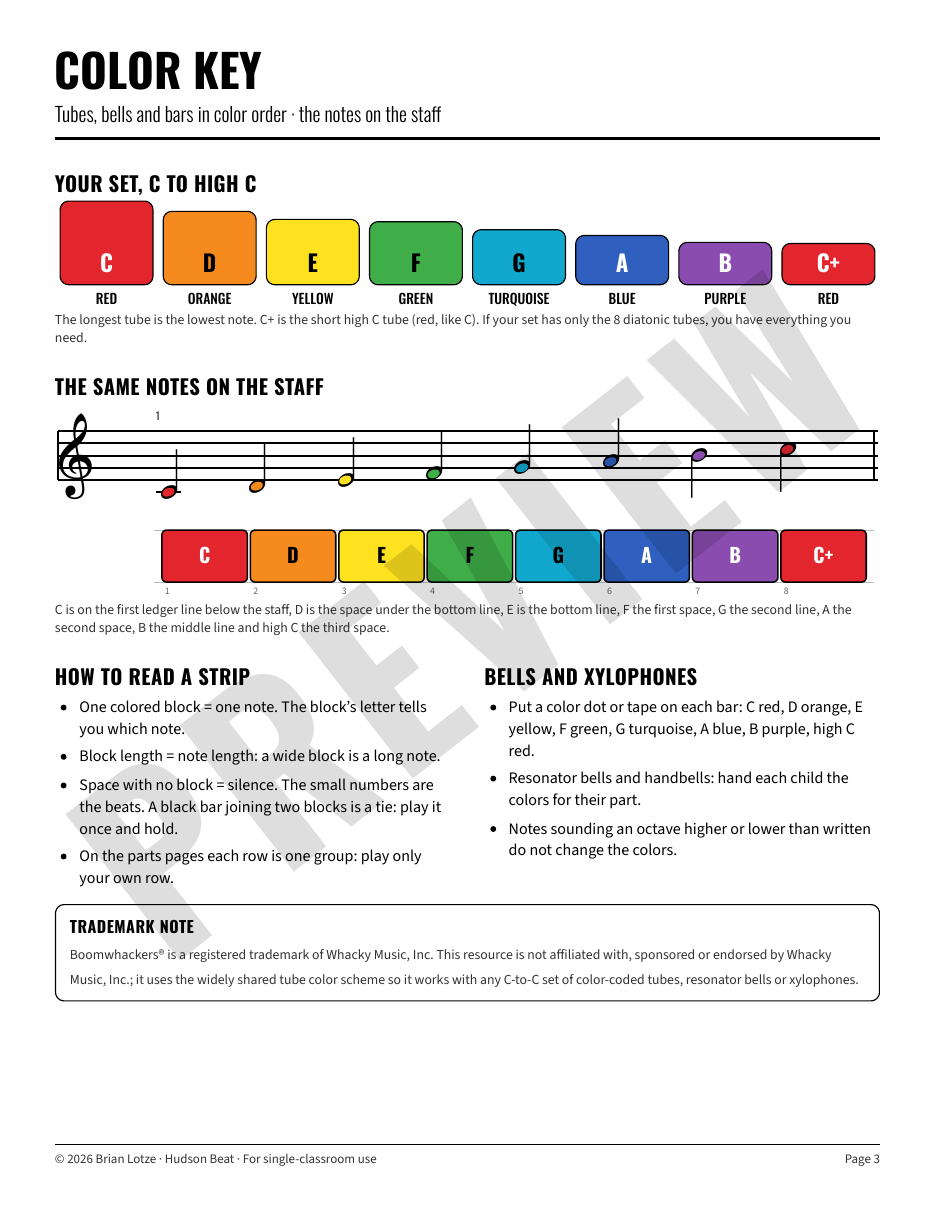 COLOR KEY
Tubes, bells and bars in color order · the notes on the staff
YOUR SET, C TO HIGH C
C D E F G A B C+
RED ORANGE YELLOW GREEN TURQUOISE BLUE PURPLE RED
The longest tube is the lowest note. C+ is the short high C tube (red, like C). If your set has only the 8 diatonic tubes, you have everything you
need.
THE SAME NOTES ON THE STAFF
1
C D E F G A B C+
1 2 3 4 5 6 7 8
C is on the first ledger line below the staff, D is the space under the bottom line, E is the bottom line, F the first space, G the second line, A the
second space, B the middle line and high C the third space.
HOW TO READ A STRIP
• One colored block = one note. The block’s letter tells
you which note.
• Block length = note length: a wide block is a long note.
• Space with no block = silence. The small numbers are
the beats. A black bar joining two blocks is a tie: play it
once and hold.
• On the parts pages each row is one group: play only
your own row.
BELLS AND XYLOPHONES
• Put a color dot or tape on each bar: C red, D orange, E
yellow, F green, G turquoise, A blue, B purple, high C
red.
• Resonator bells and handbells: hand each child the
colors for their part.
• Notes sounding an octave higher or lower than written
do not change the colors.
TRADEMARK NOTE
Boomwhackers® is a registered trademark of Whacky Music, Inc. This resource is not affiliated with, sponsored or endorsed by Whacky
Music, Inc.; it uses the widely shared tube color scheme so it works with any C-to-C set of color-coded tubes, resonator bells or xylophones.
© 2026 Brian Lotze · Hudson Beat · For single-classroom use
Page 3
PREVIEW